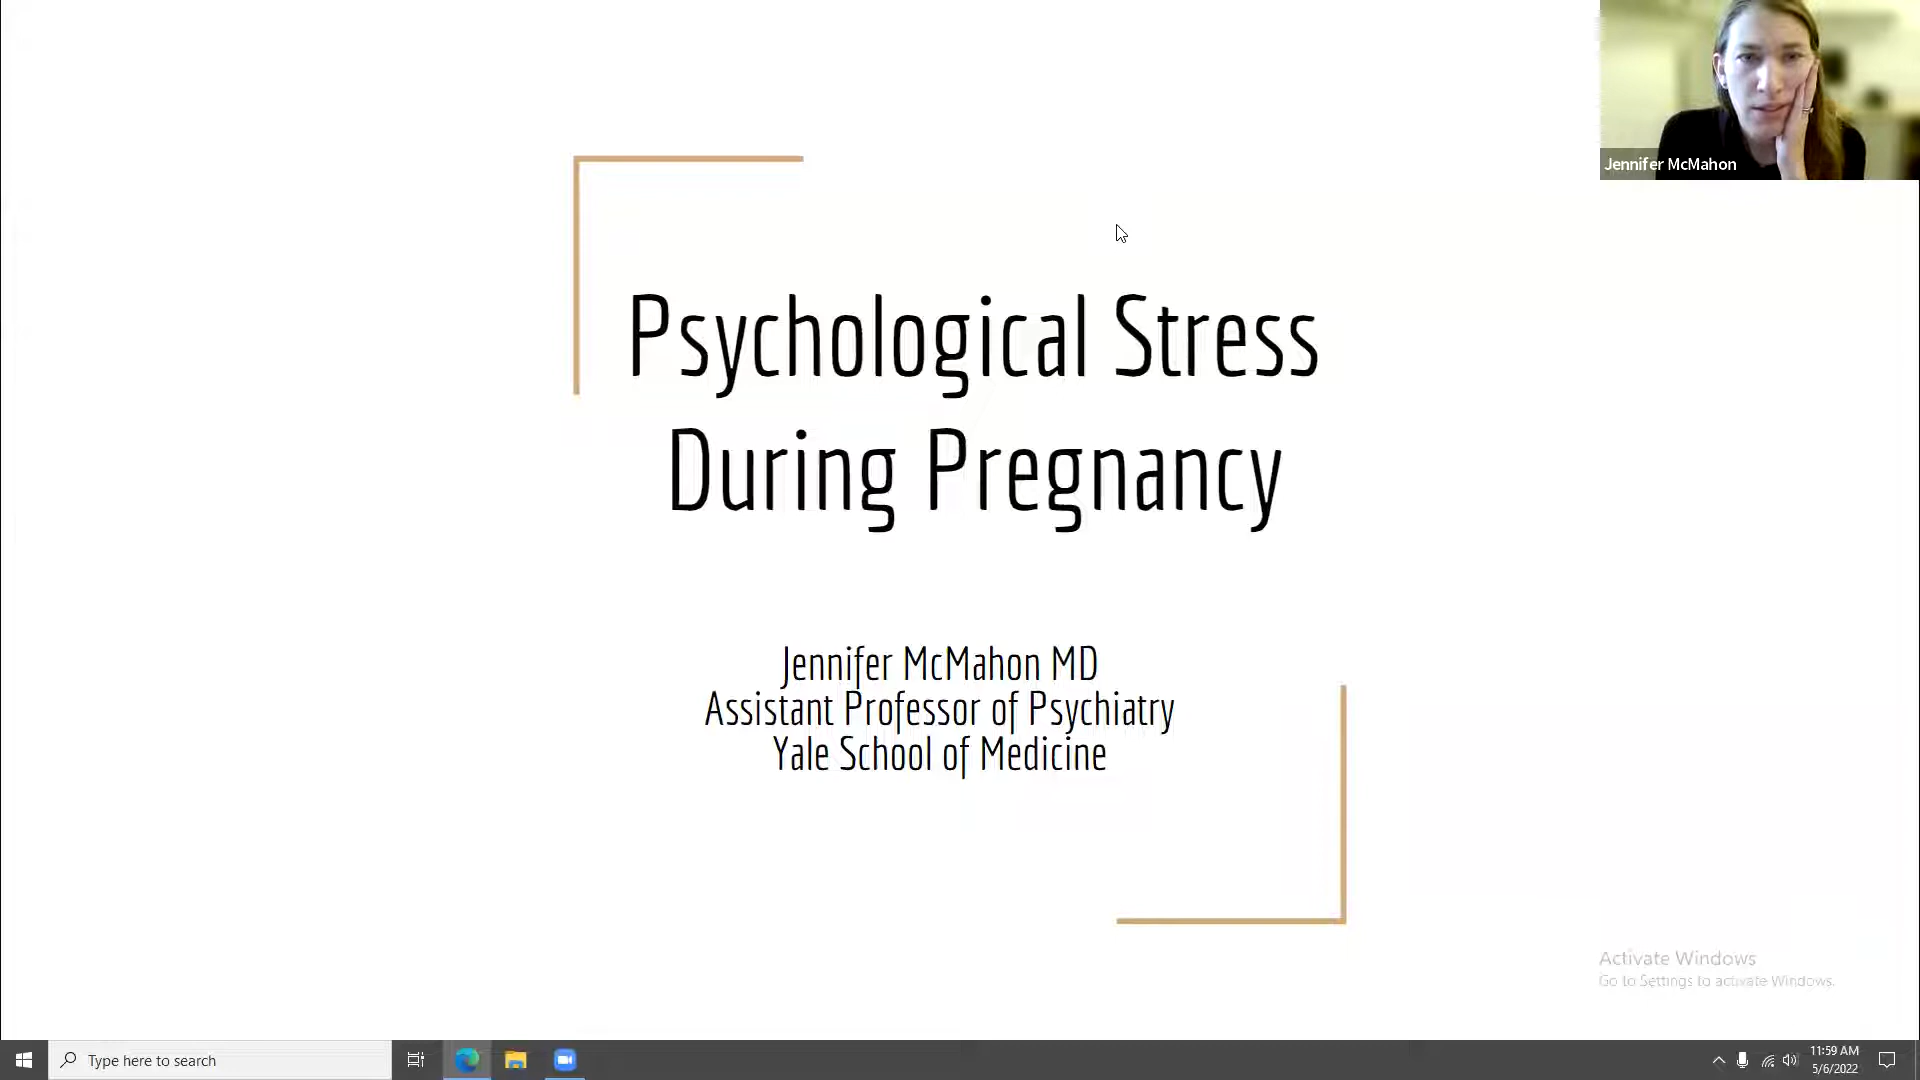 Jennifer McMahon
Psychological Stress
During Pregnancy
Jennifer McMahon MD
Assistant Professor of Psychiatry
Yale School of Medicine
Activate Windows
Go to Settings to activate Windows.
Type here to search
11:59 AM
5/6/2022